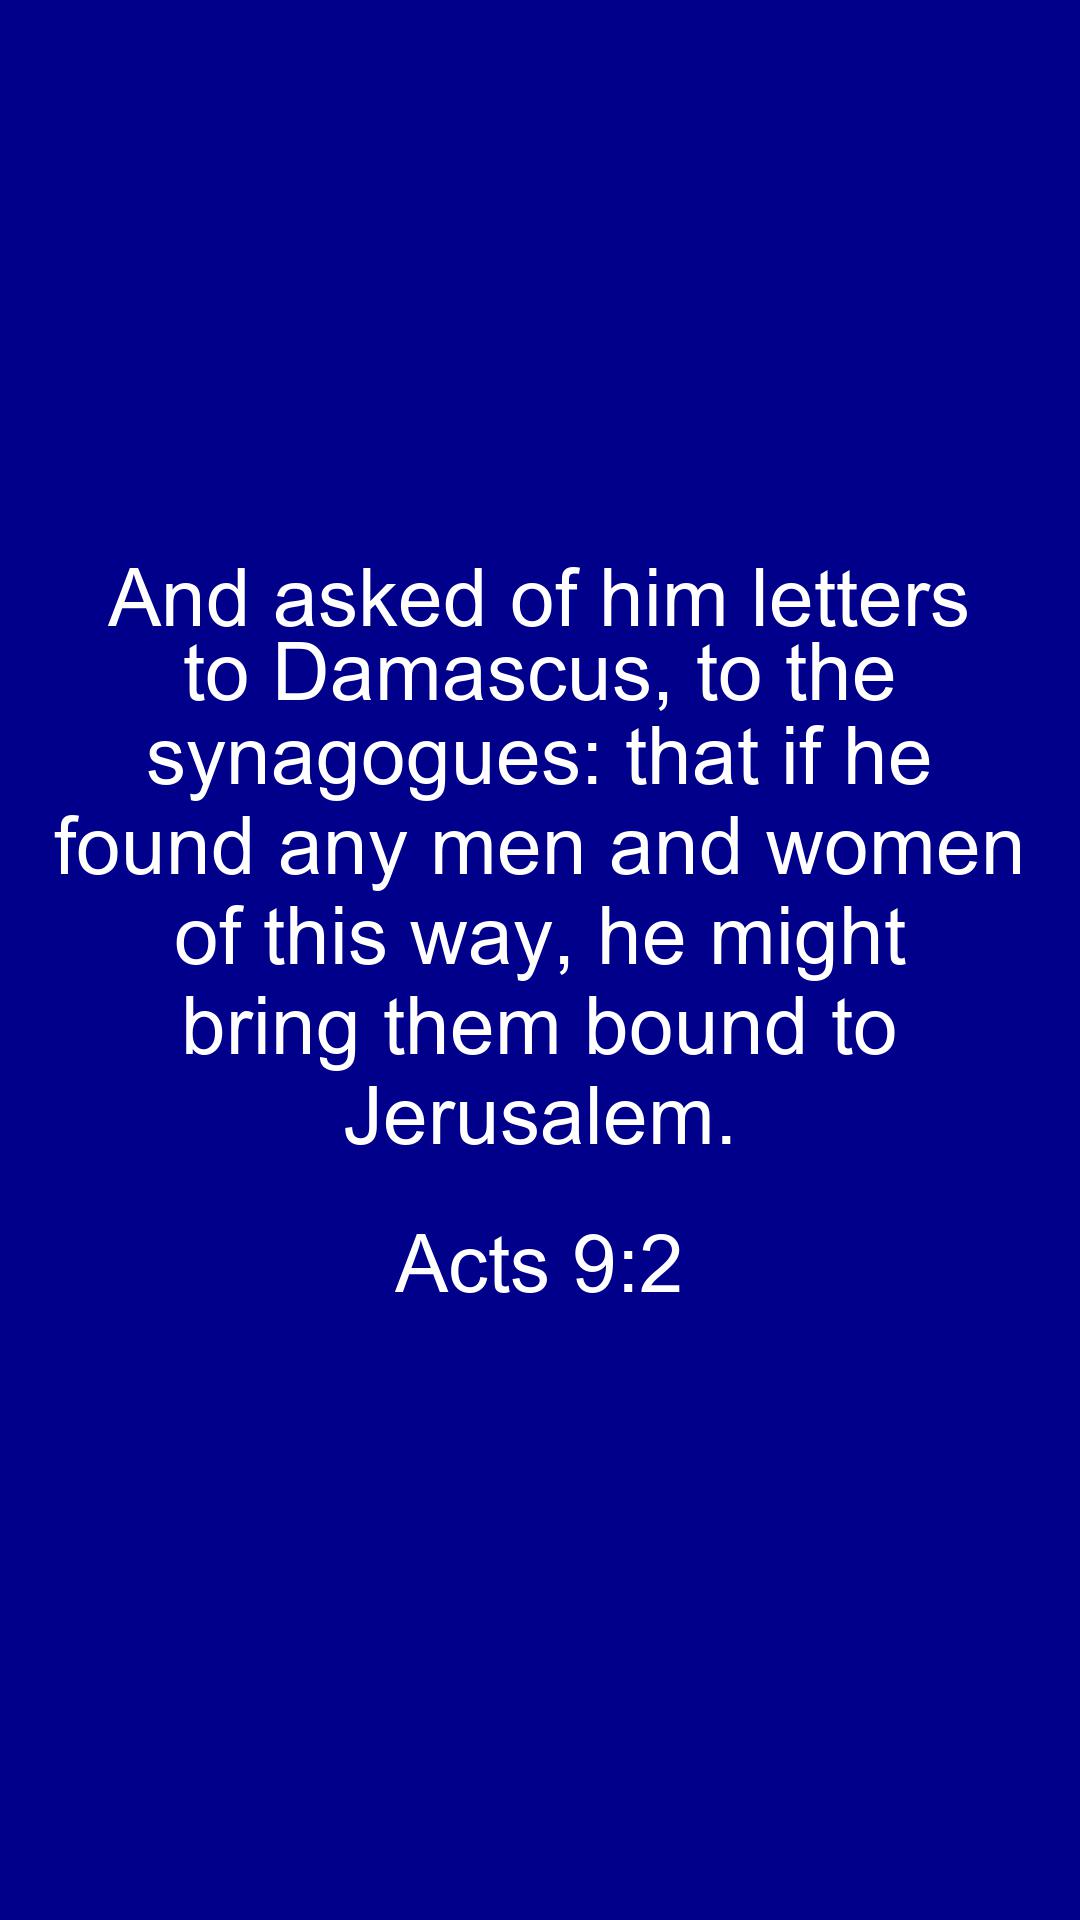 And asked of him letters
to Damascus, to the
synagogues: that if he
found any men and women
of this way, he might
bring them bound to
Jerusalem.
Acts 9:2